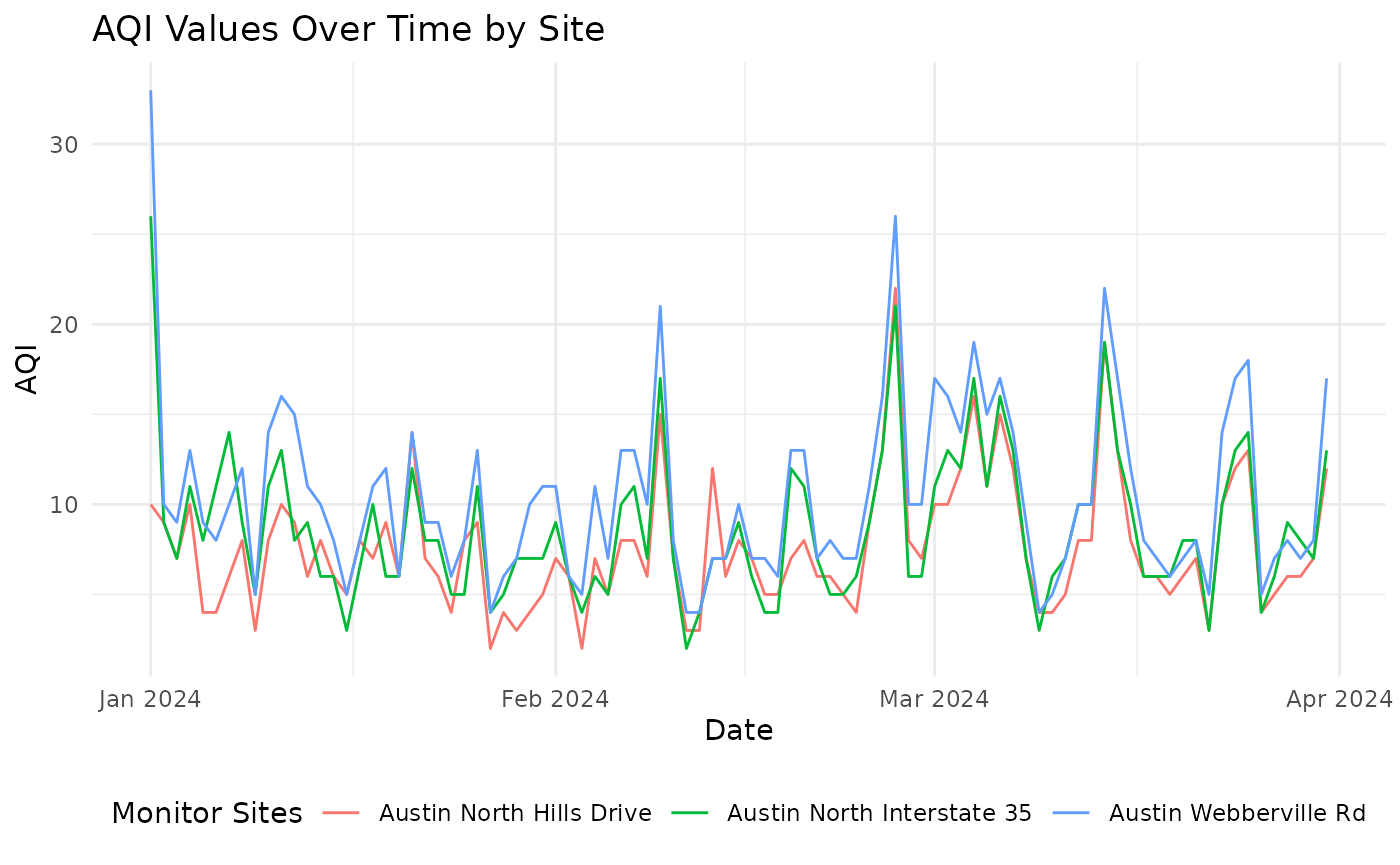 AQI Values Over Time by Site
AQI
30
20
10
Jan 2024 Feb 2024 Mar 2024 Apr 2024
Date
Monitor Sites Austin North Hills Drive Austin North Interstate 35 Austin Webberville Rd